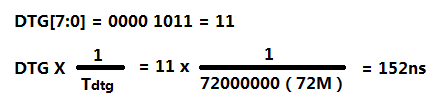 DTG[7:0] = 0000 1011 = 11
DTG X 1/Tdtg = 11 x 1/72000000 ( 72M ) = 152ns